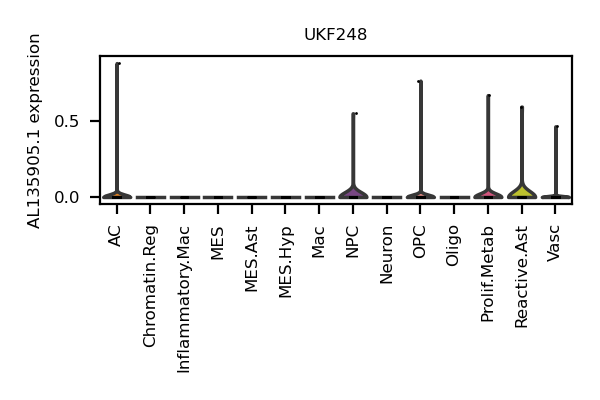 UKF248
AL135905.1 expression
0.5
0.0
AC
Chromatin.Reg
Inflammatory.Mac
MES
MES.Ast
MES.Hyp
Mac
NPC
Neuron
OPC
Oligo
Prolif.Metab
Reactive.Ast
Vasc